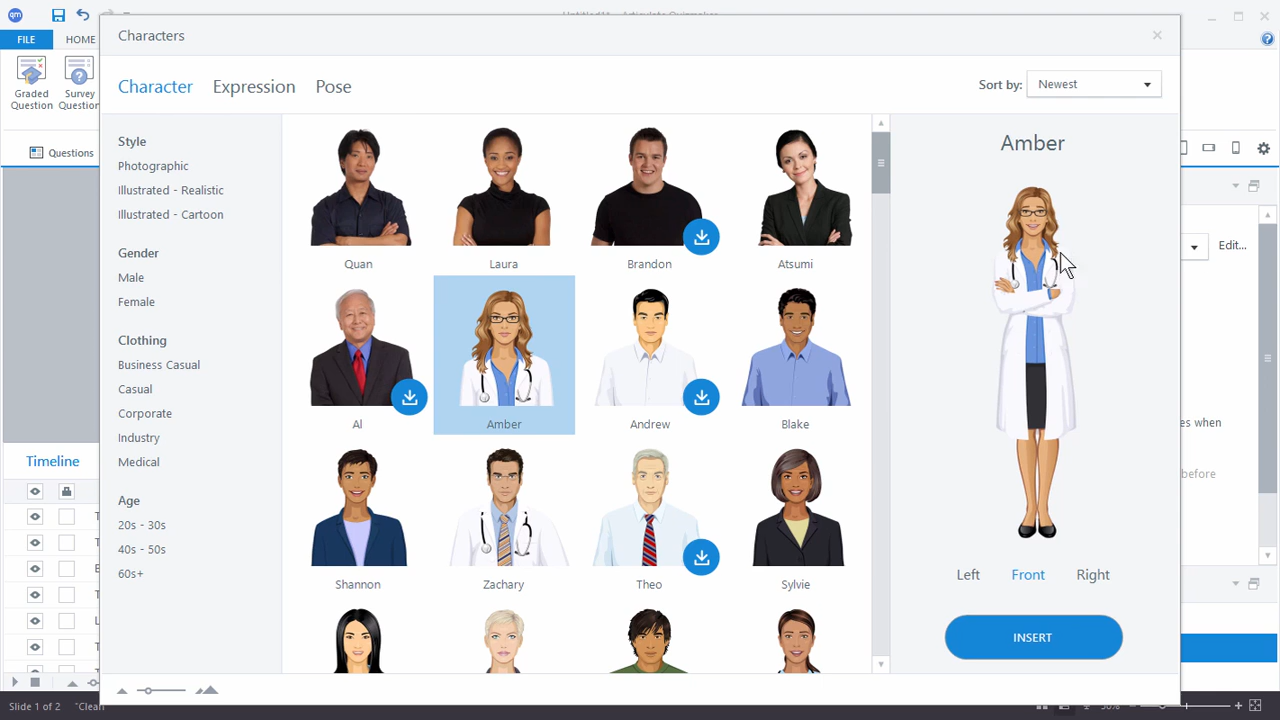 qm
FILE
HOME
Graded
Question
Survey
Question
Questions
Characters
Character
Expression
Pose
Sort by:
Newest
Style
Photographic
Illustrated - Realistic
Illustrated - Cartoon
Gender
Male
Female
Clothing
Business Casual
Casual
Corporate
Industry
Medical
Age
20s - 30s
40s - 50s
60s+
Quan
Laura
Brandon
Atsumi
Al
Amber
Andrew
Blake
Shannon
Zachary
Theo
Sylvie
Amber
Left
Front
Right
INSERT
Edit...
es when
before
Timeline
T
T
T
L
T
Slide 1 of 2
"Clean